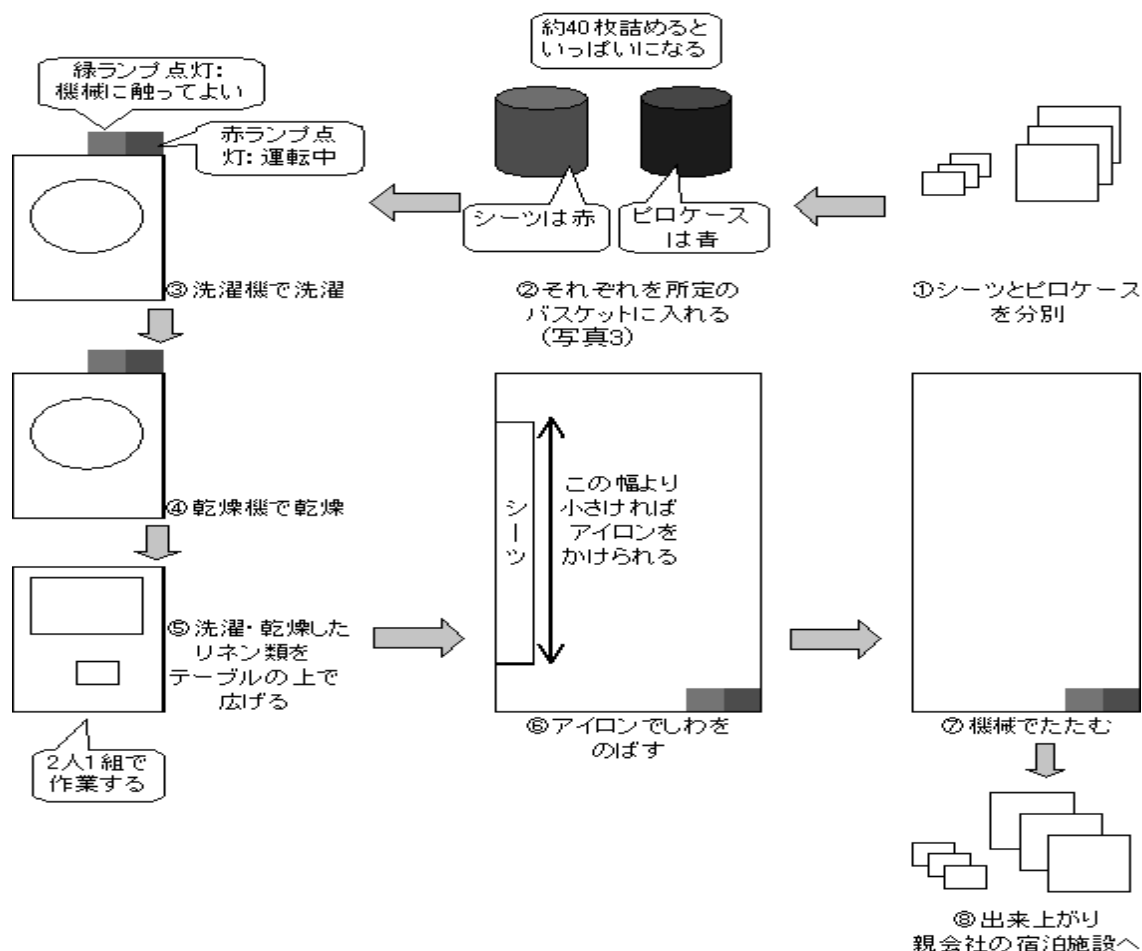 約40枚詰めると
いっぱいになる
緑ランプ点灯：
機械に触ってよい
赤ランプ点
灯：運転中
シーツは赤
ピロケース
は青
①シーツとピロケース
を分別
②それぞれを所定の
バスケットに入れる
（写真3）
③洗濯機で洗濯
④乾燥機で乾燥
⑤洗濯・乾燥した
リネン類を
テーブルの上で
広げる
2人1組で
作業する
シーツ
この幅より
小さければ
アイロンを
かけられる
⑥アイロンでしわを
のばす
⑦機械でたたむ
⑧出来上がり
親会社の宿泊施設へ